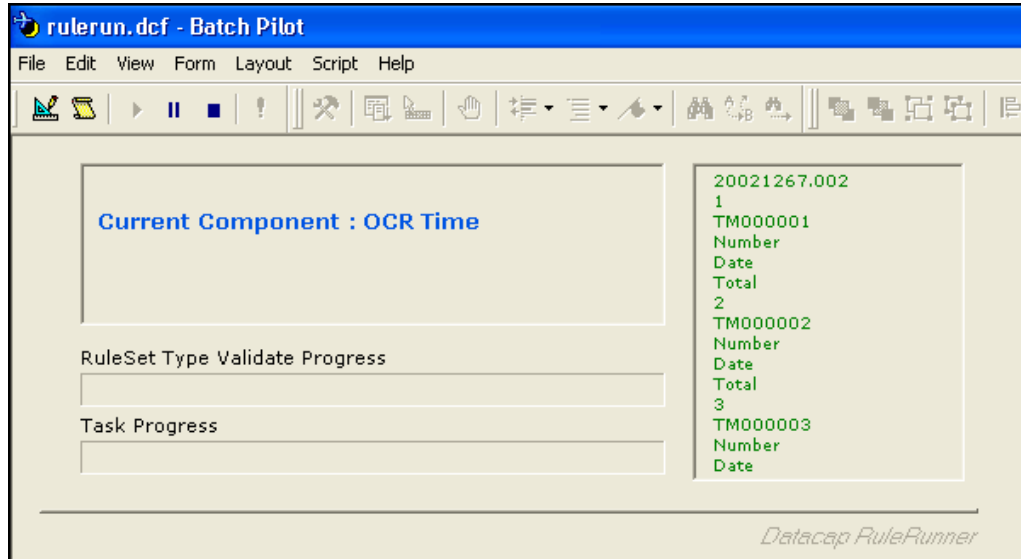 rulerun.dcf - Batch Pilot
File Edit View Form Layout Script Help
Current Component : OCR Time
RuleSet Type Validate Progress
Task Progress
20021267.002
1
TM000001
Number
Date
Total
2
TM000002
Number
Date
Total
3
TM000003
Number
Date
Datacap RuleRunner